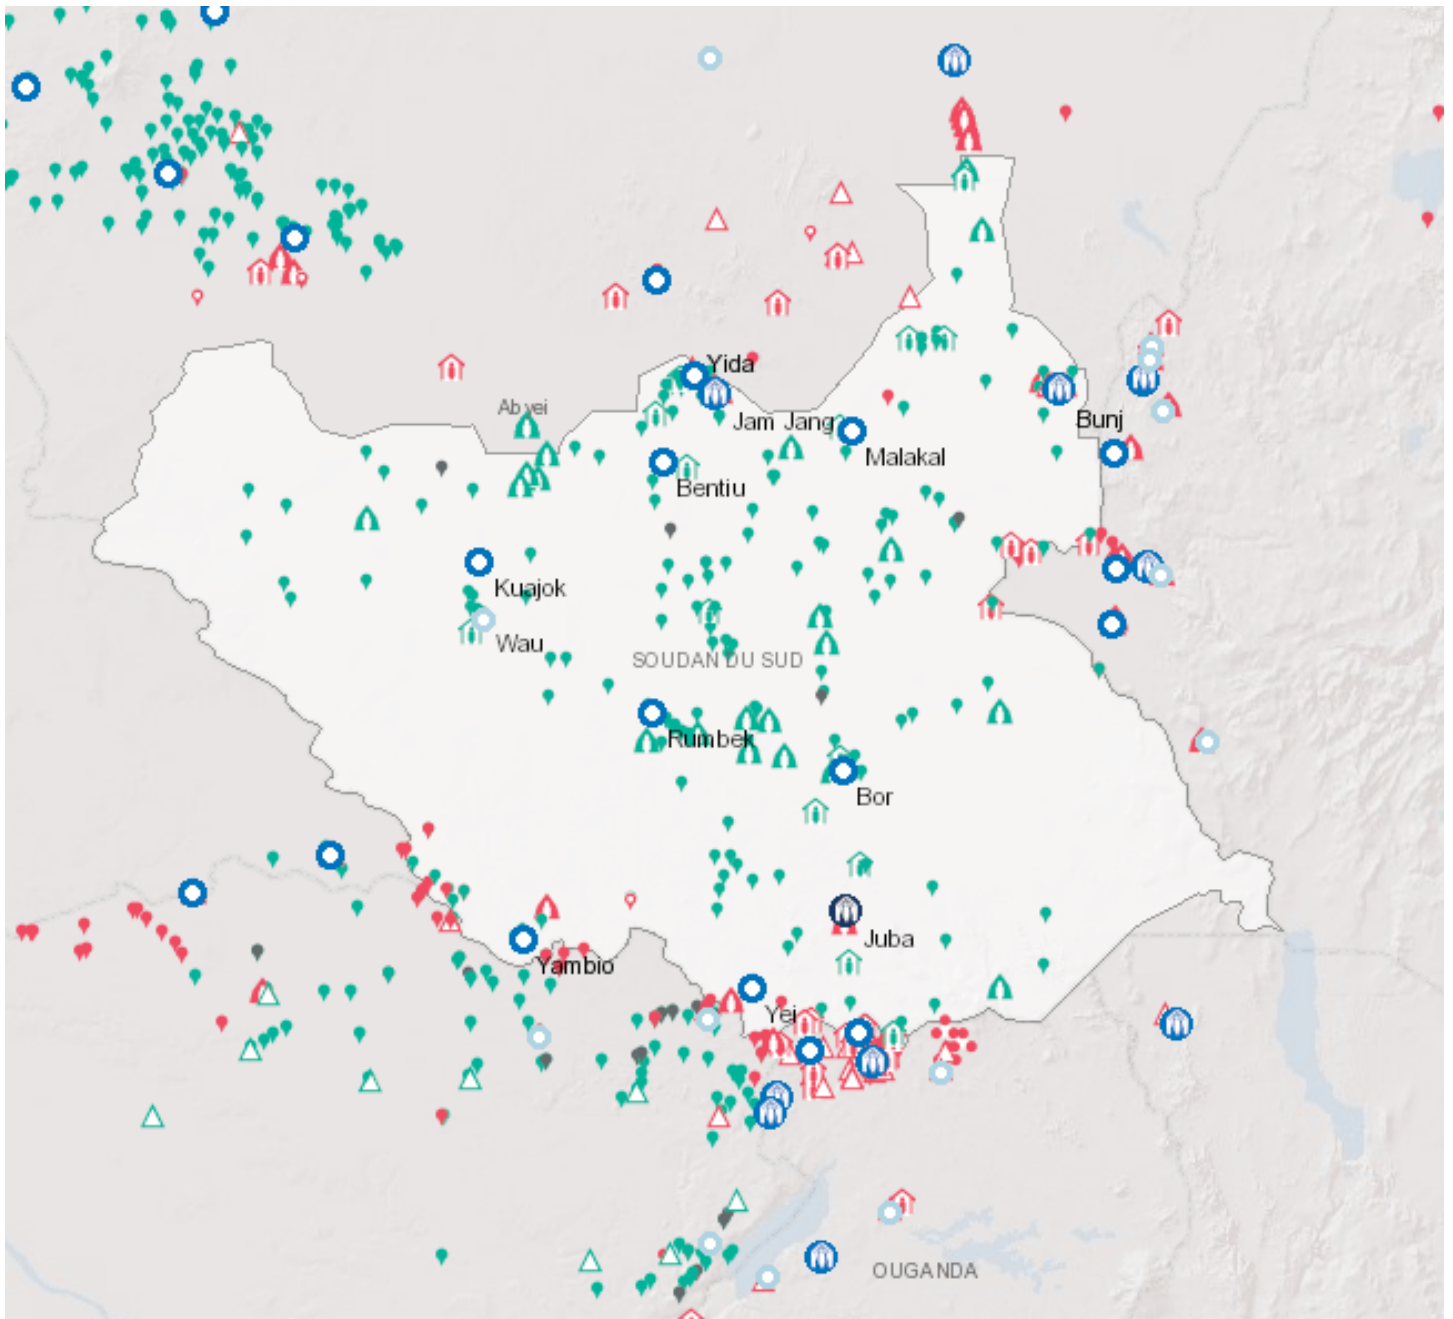 Yida
Abyei
Jam Jang
Bunj
Malakal
Bentiu
Kuajok
Wau
SOUDAN DU SUD
Rumbek
Bor
Juba
Yambio
Yei
OUGANDA